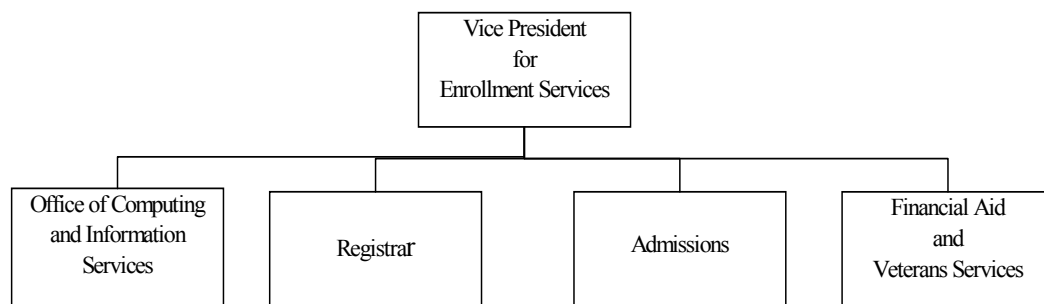 Vice President
for
Enrollment Services
Office of Computing
and Information
Services
Registrar
Admissions
Financial Aid
and
Veterans Services